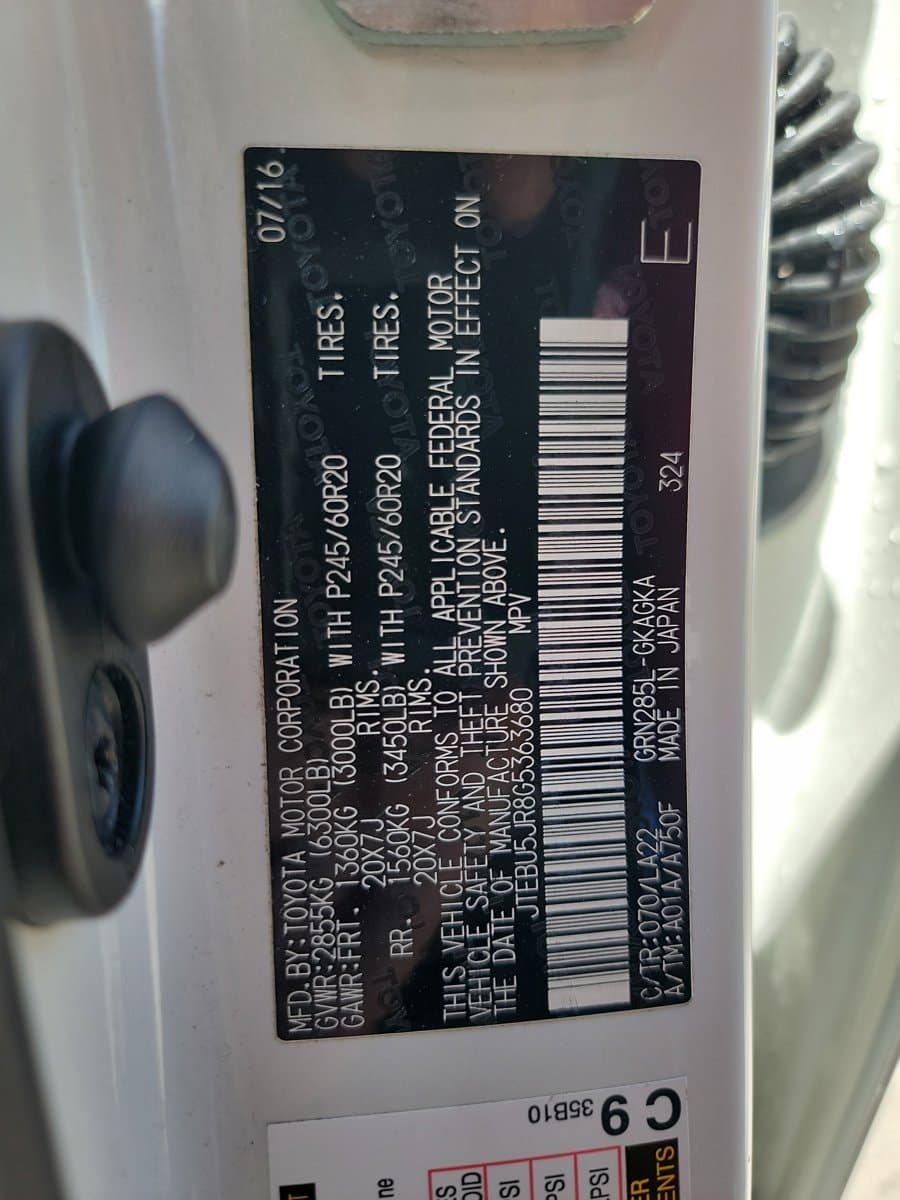 MFD.BY:TOYOTA MOTOR CORPORATION 07/16
GVWR:2855KG (6300LB)
GAWR:FRT. 1360KG (3000LB) WITH P245/60R20 TIRES,
20X7J RIMS.
RR. 1560KG (3450LB) WITH P245/60R20 TIRES,
20X7J RIMS.
THIS VEHICLE CONFORMS TO ALL APPLICABLE FEDERAL MOTOR
VEHICLE SAFETY AND THEFT PREVENTION STANDARDS IN EFFECT ON
THE DATE OF MANUFACTURE SHOWN ABOVE.
JTEBU5JR8G5363680 MPV
C/TR:070/LA22 GRN285L-GKAGKA
A/TM:A01A/A750F MADE IN JAPAN 324 E
C9
35B10